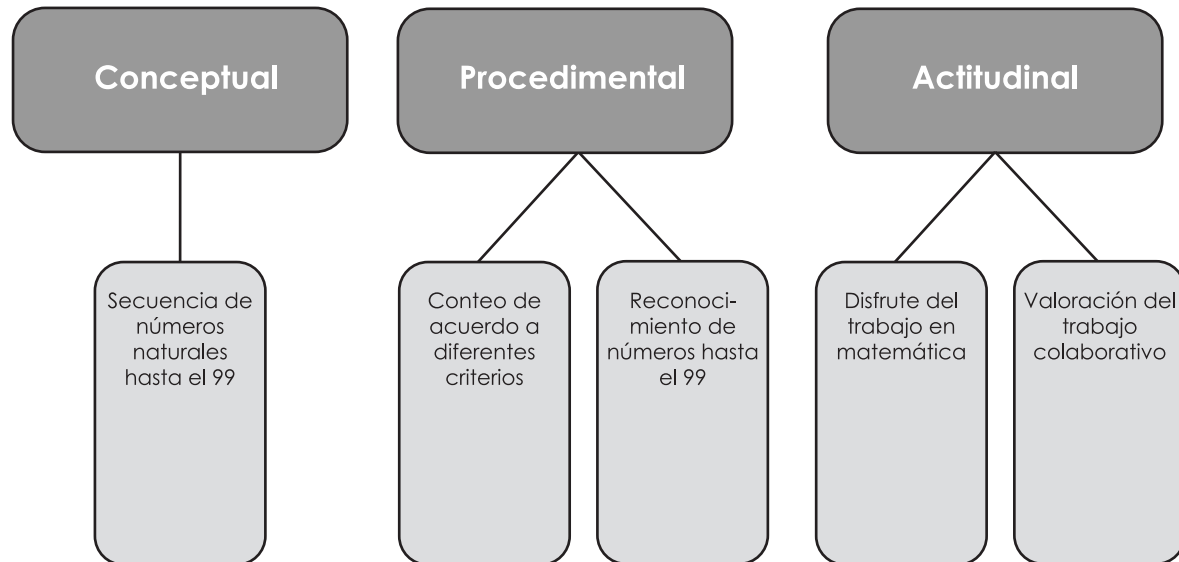 Conceptual
Procedimental
Actitudinal
Secuencia de
números
naturales
hasta el 99
Conteo de
acuerdo a
diferentes
criterios
Reconoci-
miento de
números hasta
el 99
Disfrute del
trabajo en
matemática
Valoración del
trabajo
colaborativo